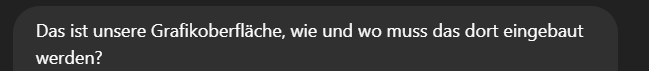 Das ist unsere Grafikoberfläche, wie und wo muss das dort eingebaut
werden?